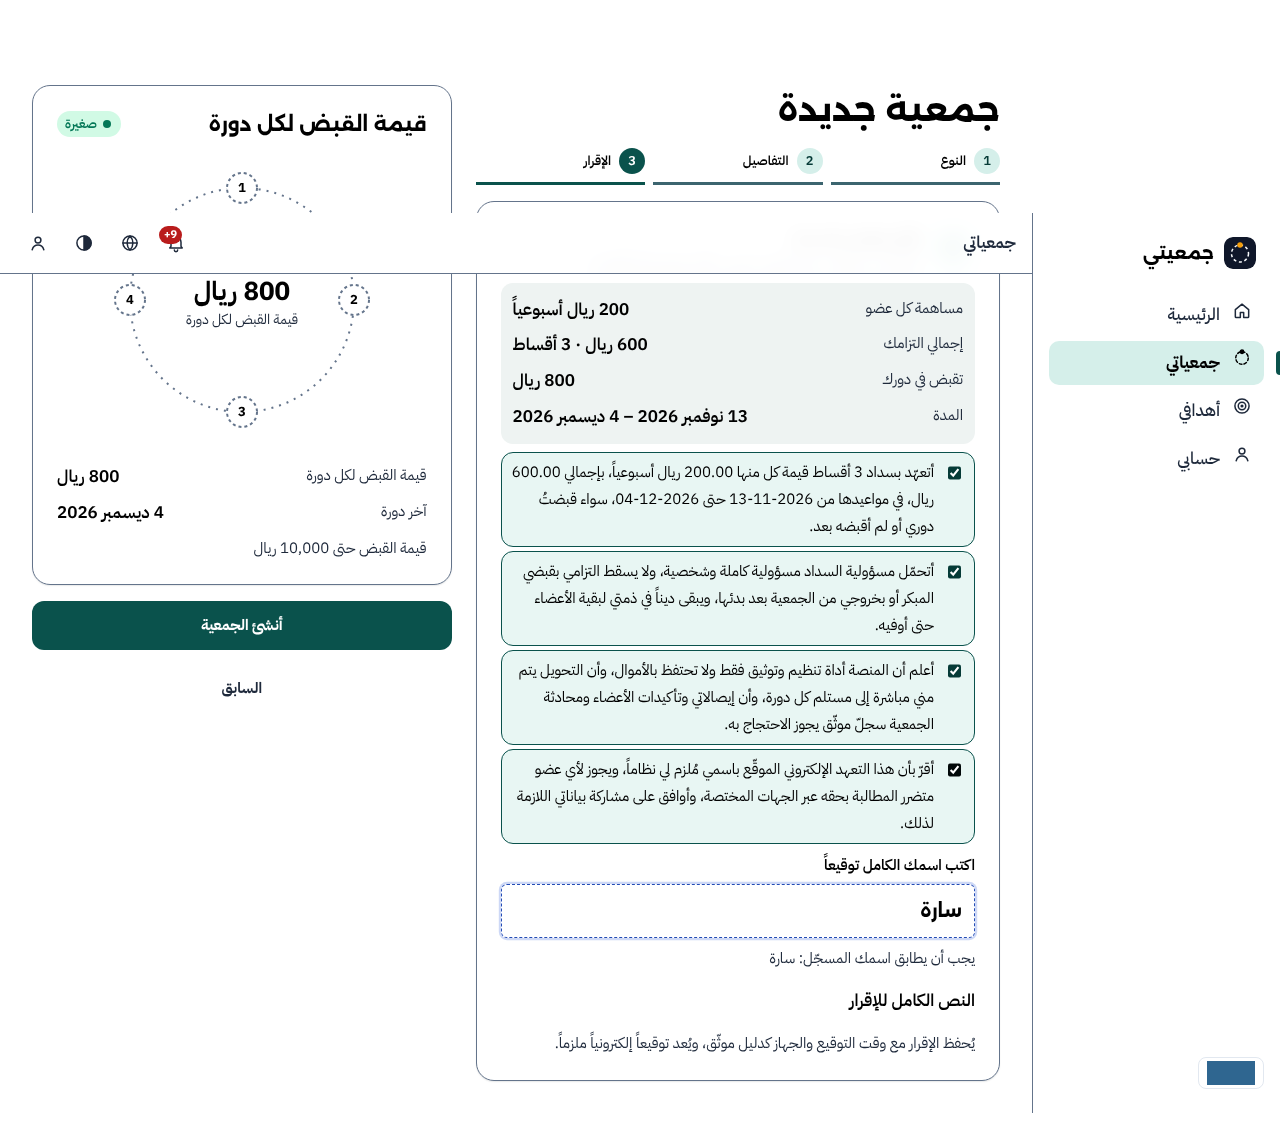 جمعية جديدة
1 النوع
2 التفاصيل
3 الإقرار
جمعيتي
الرئيسية
جمعياتي
أهدافي
حسابي
جمعياتي
9+
مساهمة كل عضو 200 ريال أسبوعياً
إجمالي التزامك 600 ريال · 3 أقساط
تقبض في دورك 800 ريال
المدة 13 نوفمبر 2026 – 4 ديسمبر 2026
أتعهّد بسداد 3 أقساط قيمة كل منها 200.00 ريال أسبوعياً، بإجمالي 600.00
ريال، في مواعيدها من 2026-11-13 حتى 2026-12-04، سواء قبضتُ
دوري أو لم أقبضه بعد.
أتحمّل مسؤولية السداد مسؤولية كاملة وشخصية، ولا يسقط التزامي بقبضي
المبكر أو بخروجي من الجمعية بعد بدئها، ويبقى ديناً في ذمتي لبقية الأعضاء
حتى أوفيه.
أعلم أن المنصة أداة تنظيم وتوثيق فقط ولا تحتفظ بالأموال، وأن التحويل يتم
مني مباشرة إلى مستلم كل دورة، وأن إيصالاتي وتأكيدات الأعضاء ومحادثة
الجمعية سجلّ موثّق يجوز الاحتجاج به.
أقرّ بأن هذا التعهد الإلكتروني الموقّع باسمي مُلزم لي نظاماً، ويجوز لأي عضو
متضرر المطالبة بحقه عبر الجهات المختصة، وأوافق على مشاركة بياناتي اللازمة
لذلك.
اكتب اسمك الكامل توقيعاً
سارة
يجب أن يطابق اسمك المسجّل: سارة
النص الكامل للإقرار
يُحفظ الإقرار مع وقت التوقيع والجهاز كدليل موثّق، ويُعد توقيعاً إلكترونياً ملزماً.
قيمة القبض لكل دورة
صغيرة
1
2
3
4
800 ريال
قيمة القبض لكل دورة
قيمة القبض لكل دورة 800 ريال
آخر دورة 4 ديسمبر 2026
قيمة القبض حتى 10,000 ريال
أنشئ الجمعية
السابق